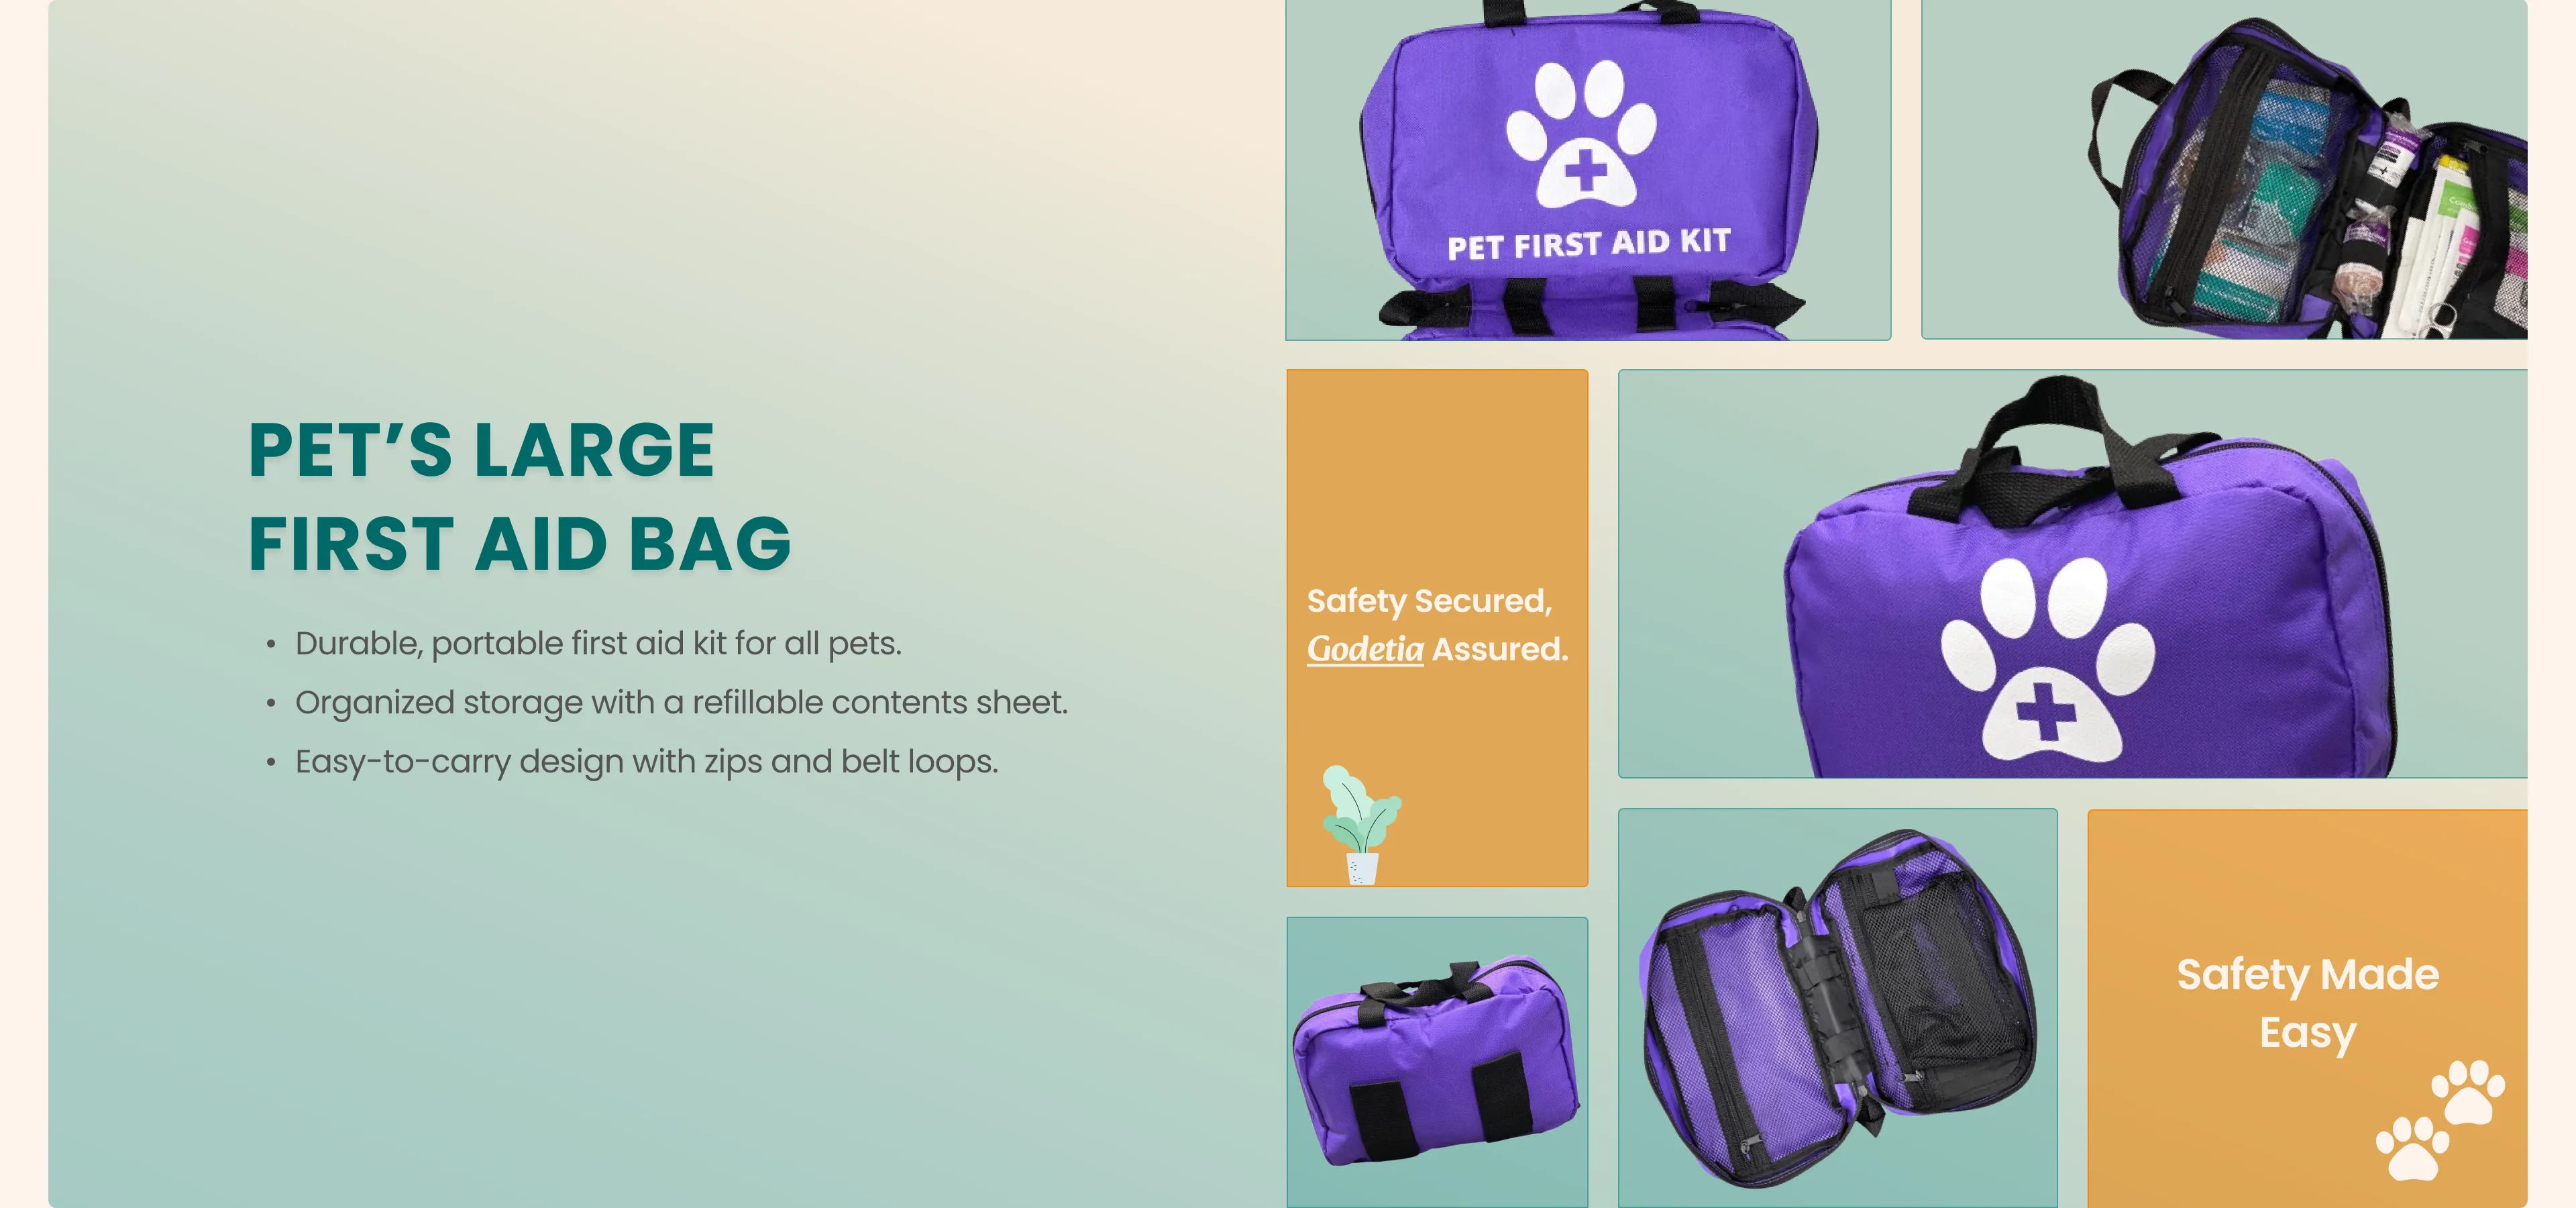 PET’S LARGE
FIRST AID BAG
• Durable, portable first aid kit for all pets.
• Organized storage with a refillable contents sheet.
• Easy-to-carry design with zips and belt loops.
PET FIRST AID KIT
Safety Secured,
Godetia Assured.
Safety Made
Easy